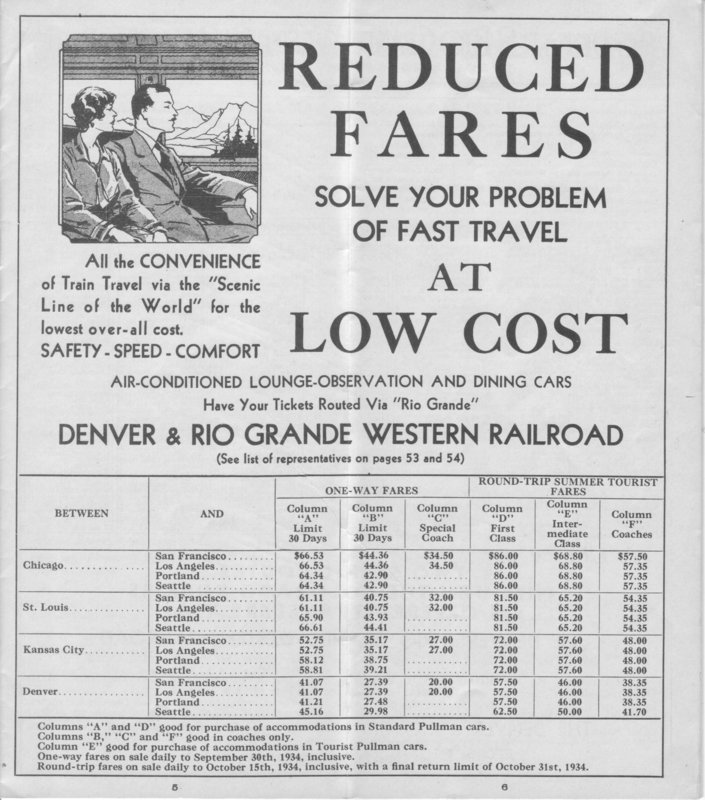 REDUCED
FARES
SOLVE YOUR PROBLEM
OF FAST TRAVEL
AT
LOW COST
All the CONVENIENCE
of Train Travel via the "Scenic
Line of the World" for the
lowest over-all cost.
SAFETY - SPEED - COMFORT
AIR-CONDITIONED LOUNGE-OBSERVATION AND DINING CARS
Have Your Tickets Routed Via "Rio Grande"
DENVER & RIO GRANDE WESTERN RAILROAD
(See list of representatives on pages 53 and 54)
BETWEEN AND ONE-WAY FARES ROUND-TRIP SUMMER TOURIST FARES
Column "A" Limit 30 Days Column "B" Limit 30 Days Column "C" Special Coach Column "D" First Class Column "E" Inter-mediate Class Column "F" Coaches
Chicago San Francisco $66.53 $44.36 $34.50 $86.00 $68.80 $57.50
Los Angeles 66.53 44.36 34.50 86.00 68.80 57.35
Portland 64.34 42.90 86.00 68.80 57.35
Seattle 64.34 42.90 86.00 68.80 57.35
St. Louis San Francisco 61.11 40.75 32.00 81.50 65.20 54.35
Los Angeles 61.11 40.75 32.00 81.50 65.20 54.35
Portland 65.90 43.93 81.50 65.20 54.35
Seattle 66.61 44.41 81.50 65.20 54.35
Kansas City San Francisco 52.75 35.17 27.00 72.00 57.60 48.00
Los Angeles 52.75 35.17 27.00 72.00 57.60 48.00
Portland 58.12 38.75 72.00 57.60 48.00
Seattle 58.81 39.21 72.00 57.60 48.00
Denver San Francisco 41.07 27.39 20.00 57.50 46.00 38.35
Los Angeles 41.07 27.39 20.00 57.50 46.00 38.35
Portland 41.21 27.48 57.50 46.00 38.35
Seattle 45.16 29.98 62.50 50.00 41.70
Columns "A" and "D" good for purchase of accommodations in Standard Pullman cars.
Columns "B," "C" and "F" good in coaches only.
Column "E" good for purchase of accommodations in Tourist Pullman cars.
One-way fares on sale daily to September 30th, 1934, inclusive.
Round-trip fares on sale daily to October 15th, 1934, inclusive, with a final return limit of October 31st, 1934.
5 6